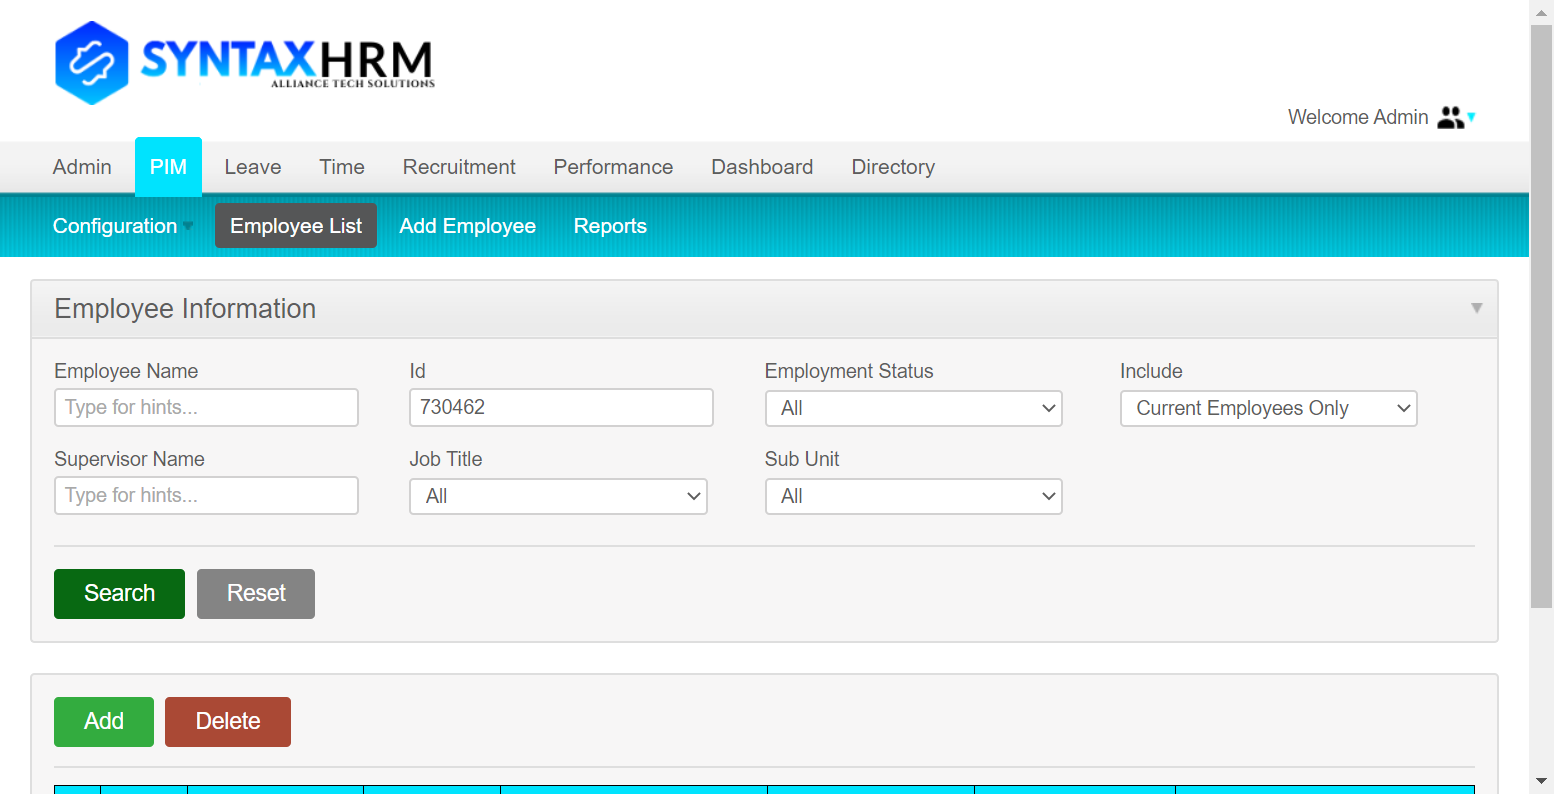 SYNTAXHRM
ALLIANCE TECH SOLUTIONS
Welcome Admin
Admin PIM Leave Time Recruitment Performance Dashboard Directory
Configuration Employee List Add Employee Reports
Employee Information
Employee Name Id Employment Status Include
Type for hints... 730462 All Current Employees Only
Supervisor Name Job Title Sub Unit
Type for hints... All All
Search Reset
Add Delete